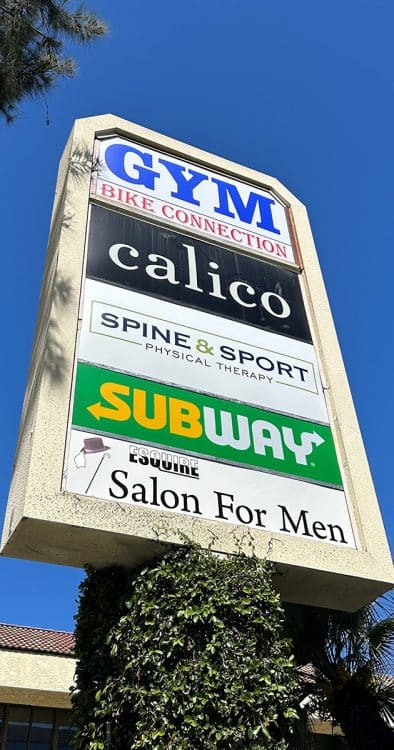 GYM
BIKE CONNECTION
calico
SPINE & SPORT
PHYSICAL THERAPY
SUBWAY
ESQUIRE
Salon For Men